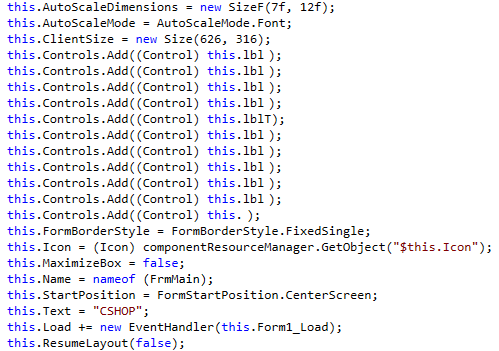 this.AutoScaleDimensions = new SizeF(7f, 12f);
this.AutoScaleMode = AutoScaleMode.Font;
this.ClientSize = new Size(626, 316);
this.Controls.Add((Control) this.lbl );
this.Controls.Add((Control) this.lbl );
this.Controls.Add((Control) this.lbl );
this.Controls.Add((Control) this.lbl );
this.Controls.Add((Control) this.lblT);
this.Controls.Add((Control) this.lbl );
this.Controls.Add((Control) this.lbl );
this.Controls.Add((Control) this.lbl );
this.Controls.Add((Control) this.lbl );
this.Controls.Add((Control) this.lbl );
this.Controls.Add((Control) this. );
this.FormBorderStyle = FormBorderStyle.FixedSingle;
this.Icon = (Icon) componentResourceManager.GetObject("$this.Icon");
this.MaximizeBox = false;
this.Name = nameof (FrmMain);
this.StartPosition = FormStartPosition.CenterScreen;
this.Text = "CSHOP";
this.Load += new EventHandler(this.Form1_Load);
this.ResumeLayout(false);